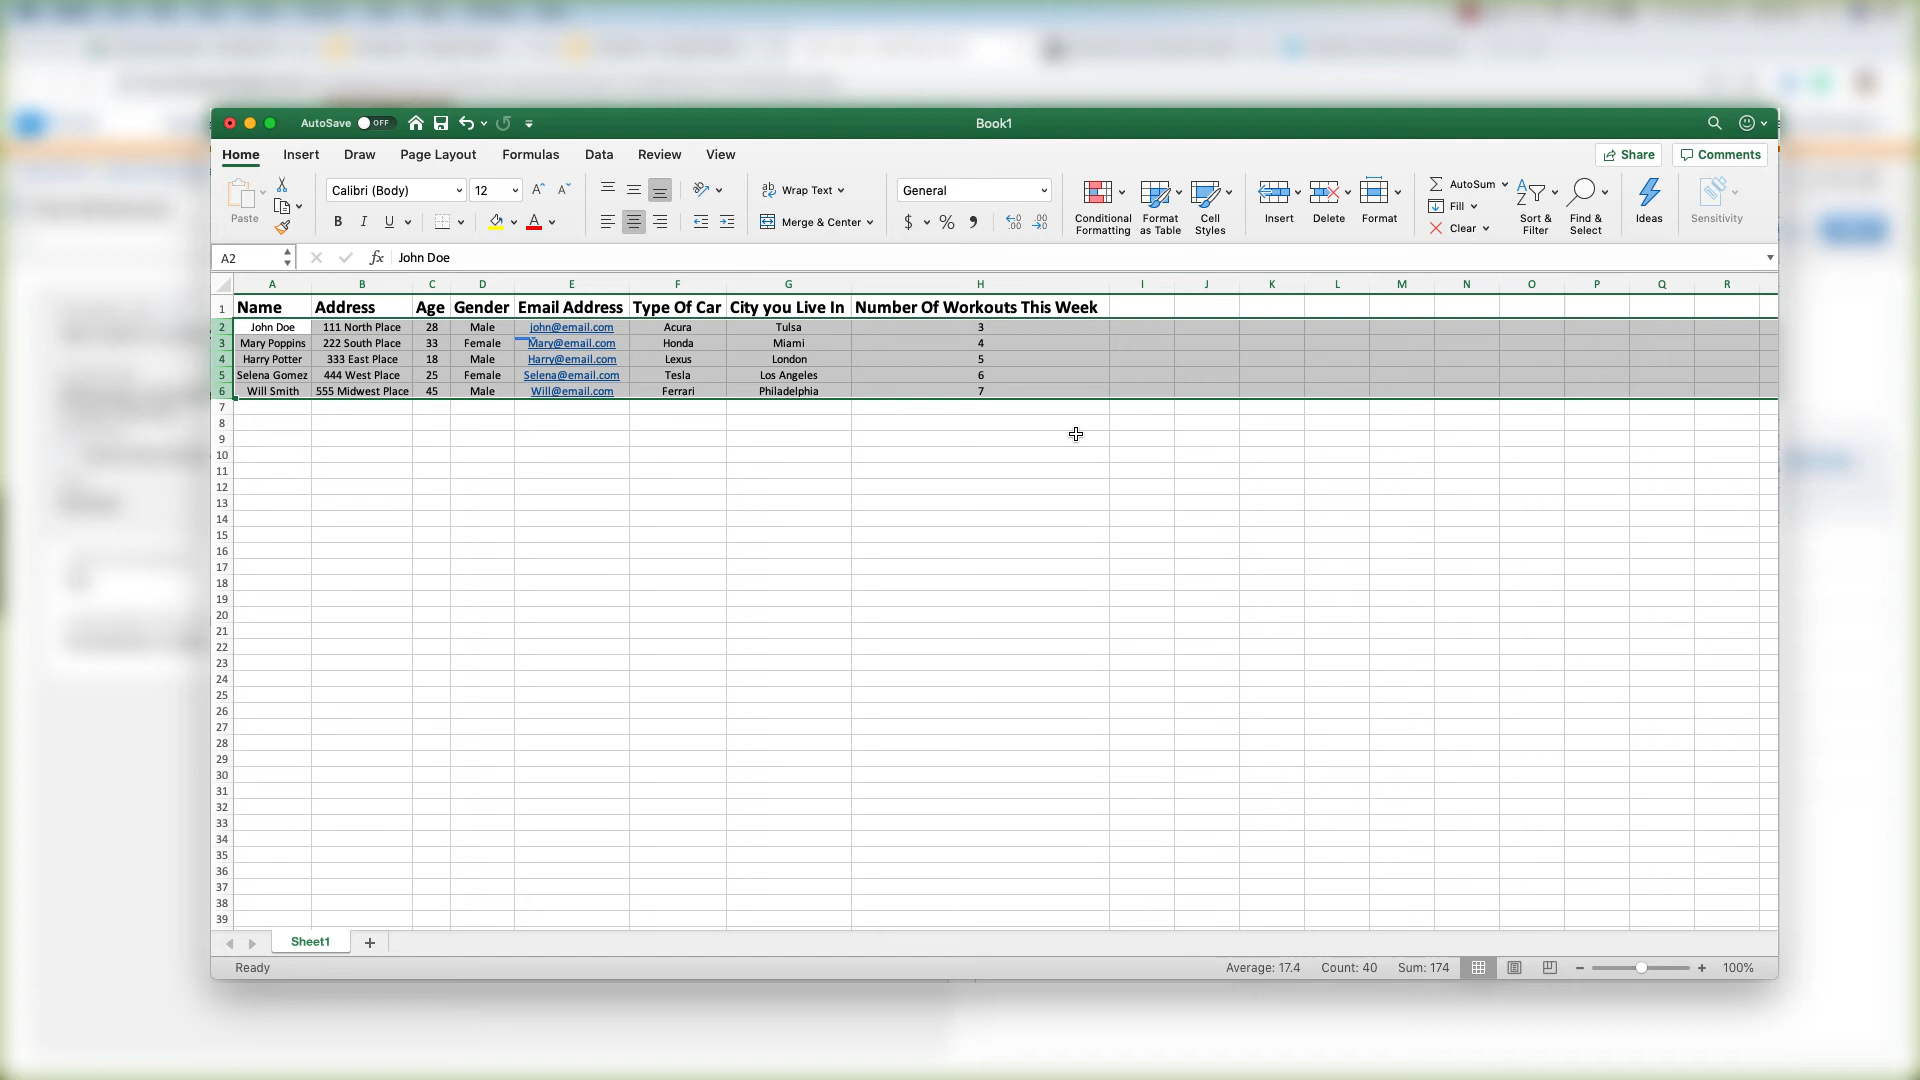 AutoSave OFF Book1
Home Insert Draw Page Layout Formulas Data Review View Share Comments
Paste Calibri (Body) 12 Wrap Text General AutoSum
B I U A Merge & Center $ % Conditional Formatting Format as Table Cell Styles Insert Delete Format Fill Clear Sort & Filter Find & Select Ideas Sensitivity
A2 fx John Doe
A B C D E F G H I J K L M N O P Q R
1 Name Address Age Gender Email Address Type Of Car City you Live In Number Of Workouts This Week
2 John Doe 111 North Place 28 Male john@email.com Acura Tulsa 3
3 Mary Poppins 222 South Place 33 Female Mary@email.com Honda Miami 4
4 Harry Potter 333 East Place 18 Male Harry@email.com Lexus London 5
5 Selena Gomez 444 West Place 25 Female Selena@email.com Tesla Los Angeles 6
6 Will Smith 555 Midwest Place 45 Male Will@email.com Ferrari Philadelphia 7
7
8
9
10
11
12
13
14
15
16
17
18
19
20
21
22
23
24
25
26
27
28
29
30
31
32
33
34
35
36
37
38
39
Sheet1
Ready Average: 17.4 Count: 40 Sum: 174 100%